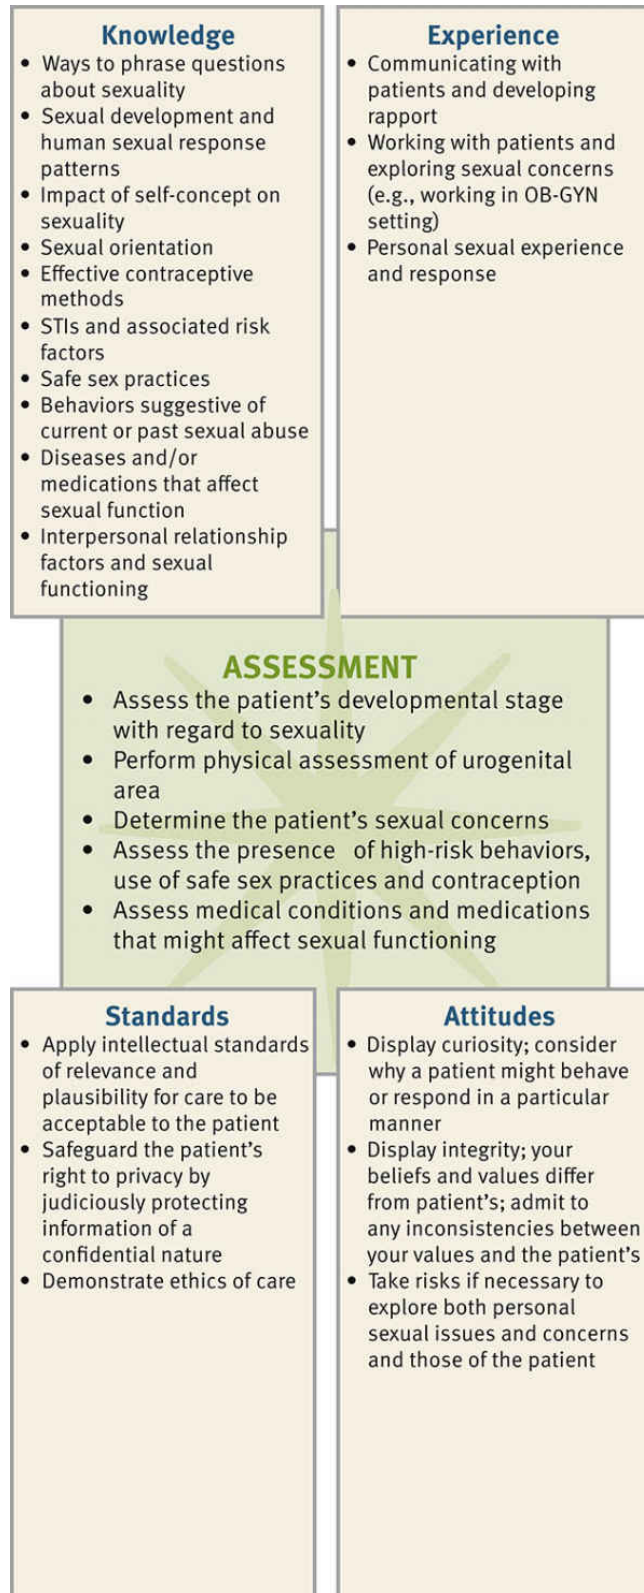 Knowledge
• Ways to phrase questions
about sexuality
• Sexual development and
human sexual response
patterns
• Impact of self-concept on
sexuality
• Sexual orientation
• Effective contraceptive
methods
• STIs and associated risk
factors
• Safe sex practices
• Behaviors suggestive of
current or past sexual abuse
• Diseases and/or
medications that affect
sexual function
• Interpersonal relationship
factors and sexual
functioning
Experience
• Communicating with
patients and developing
rapport
• Working with patients and
exploring sexual concerns
(e.g., working in OB-GYN
setting)
• Personal sexual experience
and response
ASSESSMENT
• Assess the patient's developmental stage
with regard to sexuality
• Perform physical assessment of urogenital
area
• Determine the patient's sexual concerns
• Assess the presence of high-risk behaviors,
use of safe sex practices and contraception
• Assess medical conditions and medications
that might affect sexual functioning
Standards
• Apply intellectual standards
of relevance and
plausibility for care to be
acceptable to the patient
• Safeguard the patient's
right to privacy by
judiciously protecting
information of a
confidential nature
• Demonstrate ethics of care
Attitudes
• Display curiosity; consider
why a patient might behave
or respond in a particular
manner
• Display integrity; your
beliefs and values differ
from patient's; admit to
any inconsistencies between
your values and the patient's
• Take risks if necessary to
explore both personal
sexual issues and concerns
and those of the patient